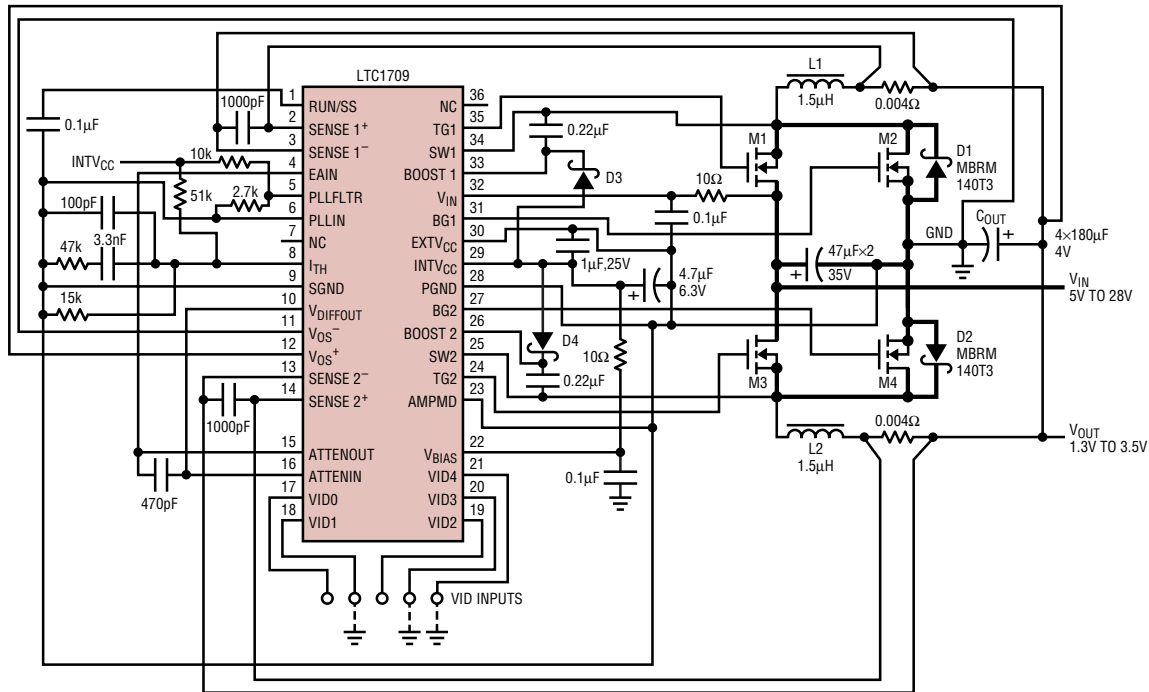 LTC1709
1
RUN/SS
2
SENSE 1+
3
SENSE 1–
4
EAIN
5
PLLFLTR
6
PLLIN
7
NC
8
ITH
9
SGND
10
VDIFFOUT
11
VOS–
12
VOS+
13
SENSE 2–
14
SENSE 2+
15
ATTENOUT
16
ATTENIN
17
VID0
18
VID1
36
NC
35
TG1
34
SW1
33
BOOST 1
32
VIN
31
BG1
30
EXTVCC
29
INTVCC
28
PGND
27
BG2
26
BOOST 2
25
SW2
24
TG2
23
AMPMD
22
VBIAS
21
VID4
20
VID3
19
VID2
0.1µF
1000pF
INTVCC
10k
51k
2.7k
100pF
3.3nF
47k
15k
1000pF
470pF
VID INPUTS
0.22µF
D3
10Ω
0.1µF
1µF,25V
4.7µF
6.3V
D4
0.22µF
10Ω
0.1µF
L1
1.5µH
0.004Ω
M1
M2
D1
MBRM
140T3
GND
COUT
4×180µF
4V
47µF×2
35V
VIN
5V TO 28V
M3
M4
D2
MBRM
140T3
L2
1.5µH
0.004Ω
VOUT
1.3V TO 3.5V